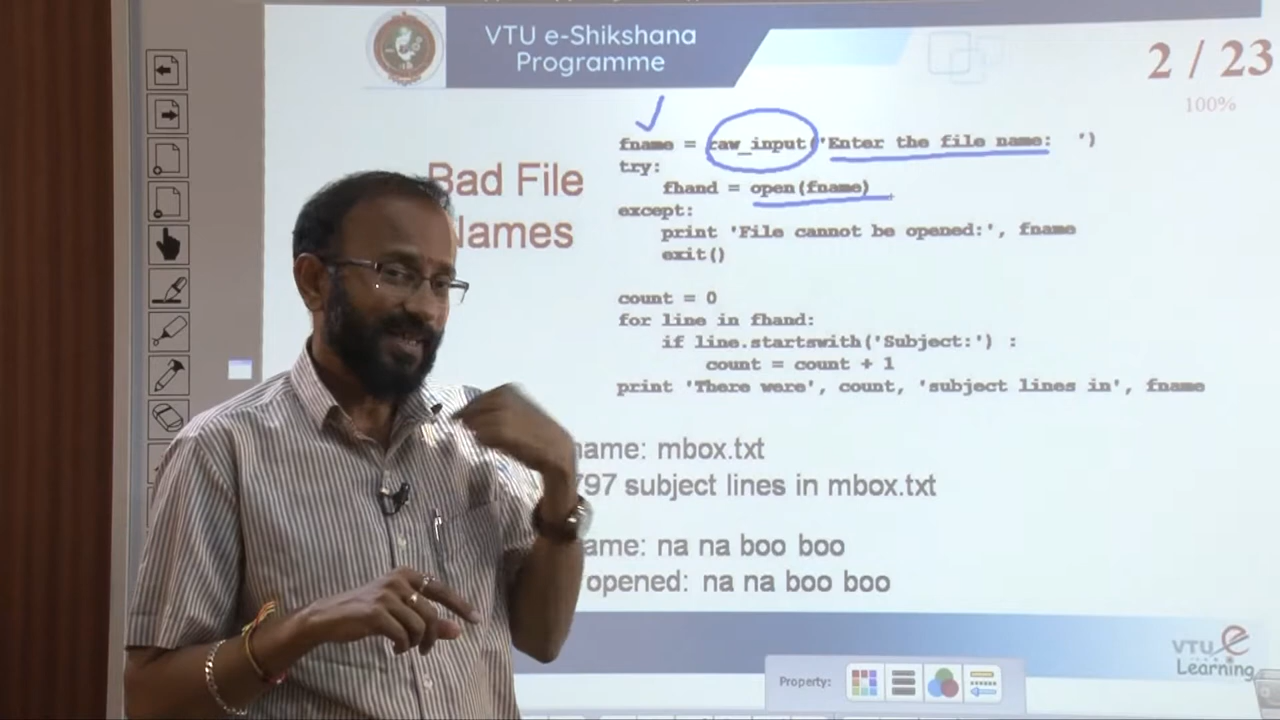 VTU e-Shikshana
Programme
2 / 23
100%
Bad File
Names
fname = raw_input('Enter the file name:  ')
try:
    fhand = open(fname)
except:
    print 'File cannot be opened:', fname
    exit()
count = 0
for line in fhand:
    if line.startswith('Subject:') :
        count = count + 1
print 'There were', count, 'subject lines in', fname
name: mbox.txt
797 subject lines in mbox.txt
ame: na na boo boo
opened: na na boo boo
VTU e
Learning
Property: